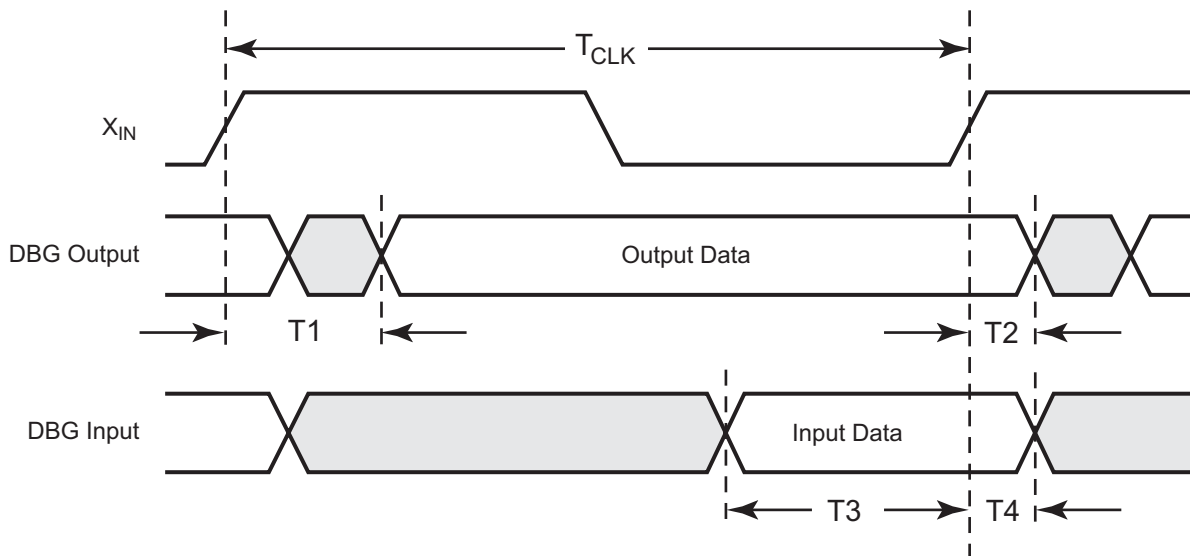 TCLK
XIN
DBG Output
Output Data
T1
T2
DBG Input
Input Data
T3
T4